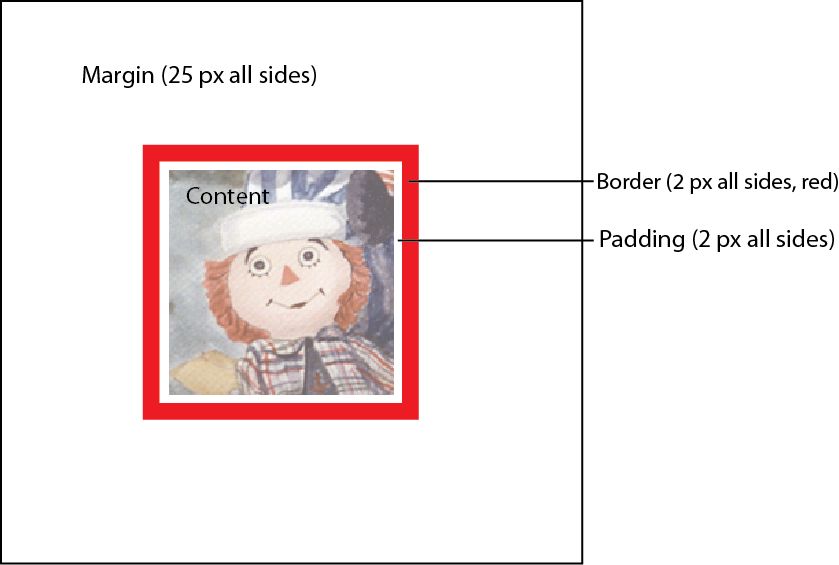 Margin (25 px all sides)
Content
Border (2 px all sides, red)
Padding (2 px all sides)